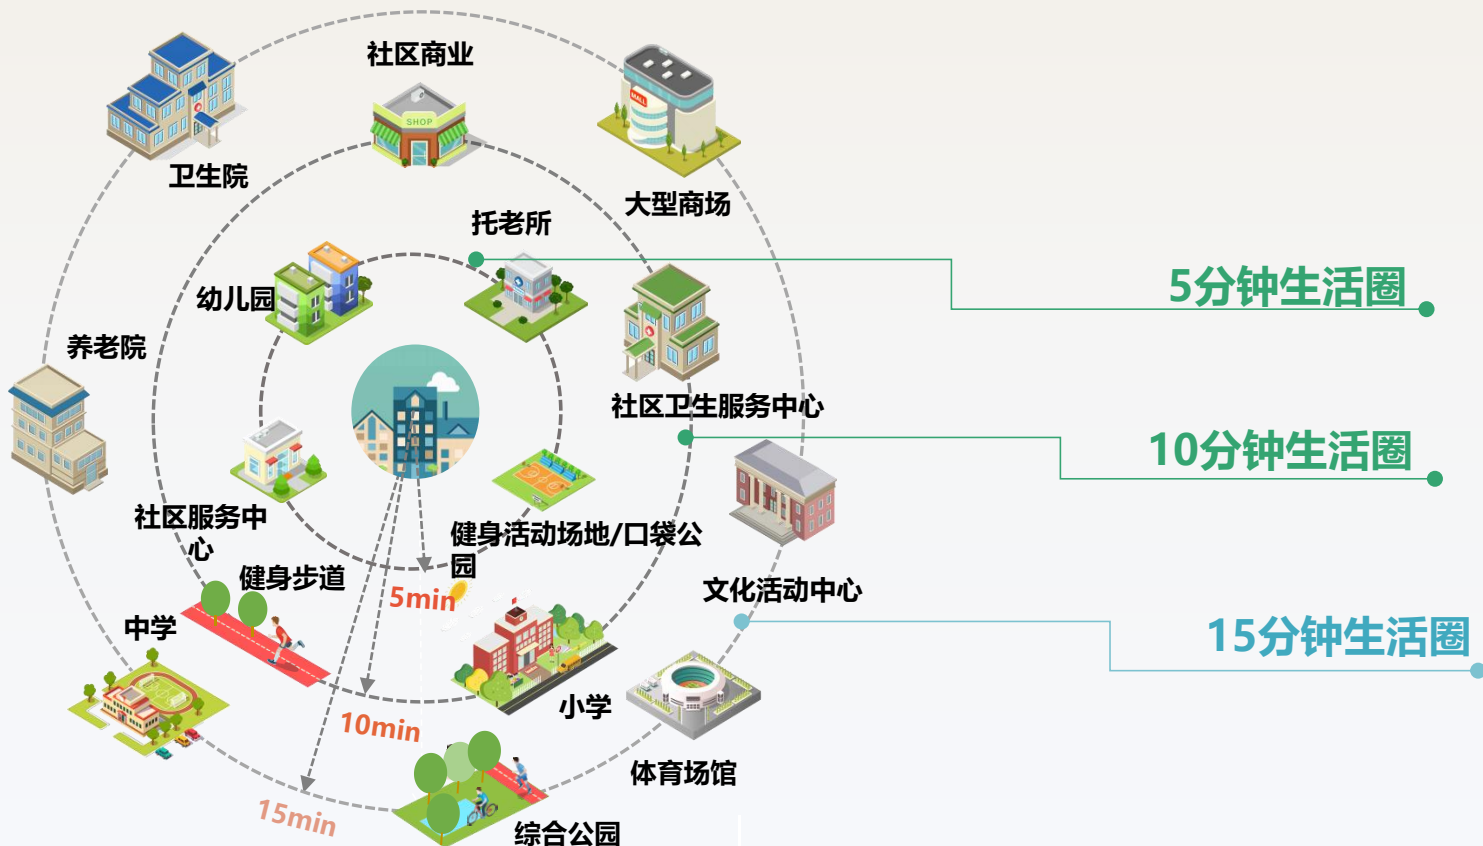 社区商业
SHOP
MALL
卫生院
大型商场
托老所
5分钟生活圈
幼儿园
养老院
社区卫生服务中心
10分钟生活圈
社区服务中
心
健身活动场地/口袋公
园
健身步道
5min
文化活动中心
中学
15分钟生活圈
小学
10min
体育场馆
15min
综合公园